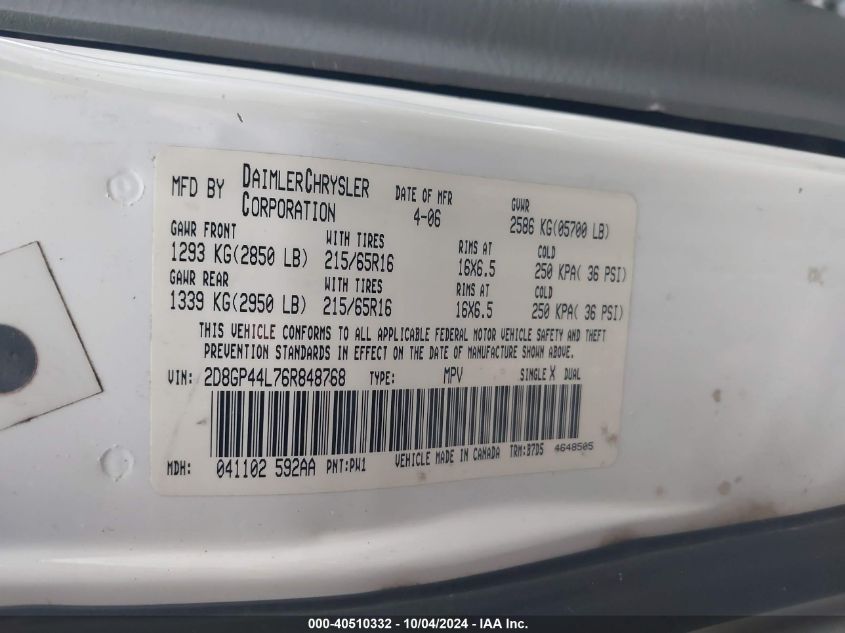 MFD BY DAIMLERCHRYSLER CORPORATION DATE OF MFR 4-06 GVWR 2586 KG(05700 LB)
GAWR FRONT WITH TIRES RIMS AT COLD
1293 KG(2850 LB) 215/65R16 16X6.5 250 KPA( 36 PSI)
GAWR REAR WITH TIRES RIMS AT COLD
1339 KG(2950 LB) 215/65R16 16X6.5 250 KPA( 36 PSI)
THIS VEHICLE CONFORMS TO ALL APPLICABLE FEDERAL MOTOR VEHICLE SAFETY AND THEFT
PREVENTION STANDARDS IN EFFECT ON THE DATE OF MANUFACTURE SHOWN ABOVE.
VIN: 2D8GP44L76R848768 TYPE: MPV SINGLE X DUAL
MDH: 041102 592AA PNT:PW1 VEHICLE MADE IN CANADA TRM:B7D5 4648505
000-40510332 - 10/04/2024 - IAA Inc.